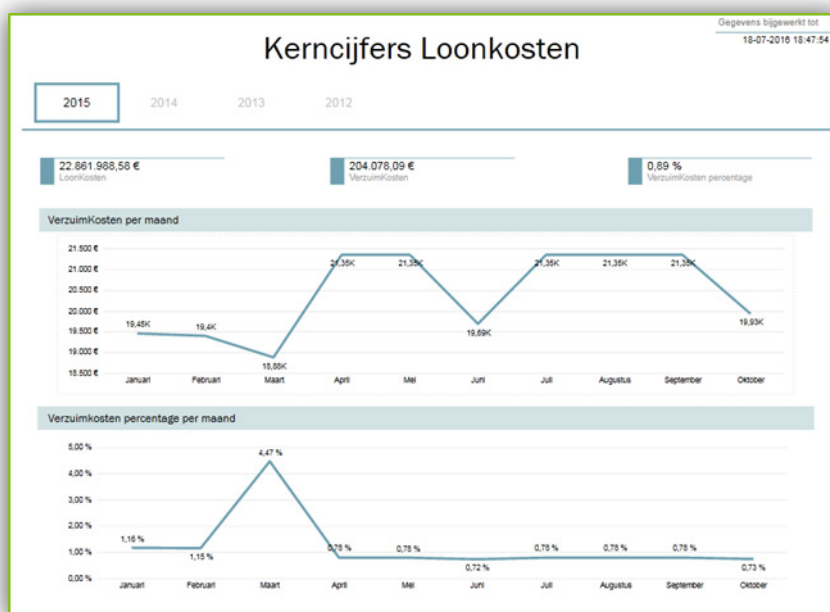 Gegevens bijgewerkt tot
18-07-2016 18:47:54
Kerncijfers Loonkosten
2015 2014 2013 2012
22.861.988,58 € 204.078,09 € 0,89 %
LoonKosten VerzuimKosten VerzuimKosten percentage
VerzuimKosten per maand
21.500 €
21.000 €
20.500 €
20.000 €
19.500 €
19.000 €
18.500 €
19,45K 19,4K 18,88K 21,35K 21,35K 19,69K 21,35K 21,35K 21,35K 19,93K
Januari Februari Maart April Mei Juni Juli Augustus September Oktober
Verzuimkosten percentage per maand
5,00 %
4,00 %
3,00 %
2,00 %
1,00 %
0,00 %
1,16 % 1,15 % 4,47 % 0,78 % 0,78 % 0,72 % 0,78 % 0,78 % 0,78 % 0,73 %
Januari Februari Maart April Mei Juni Juli Augustus September Oktober